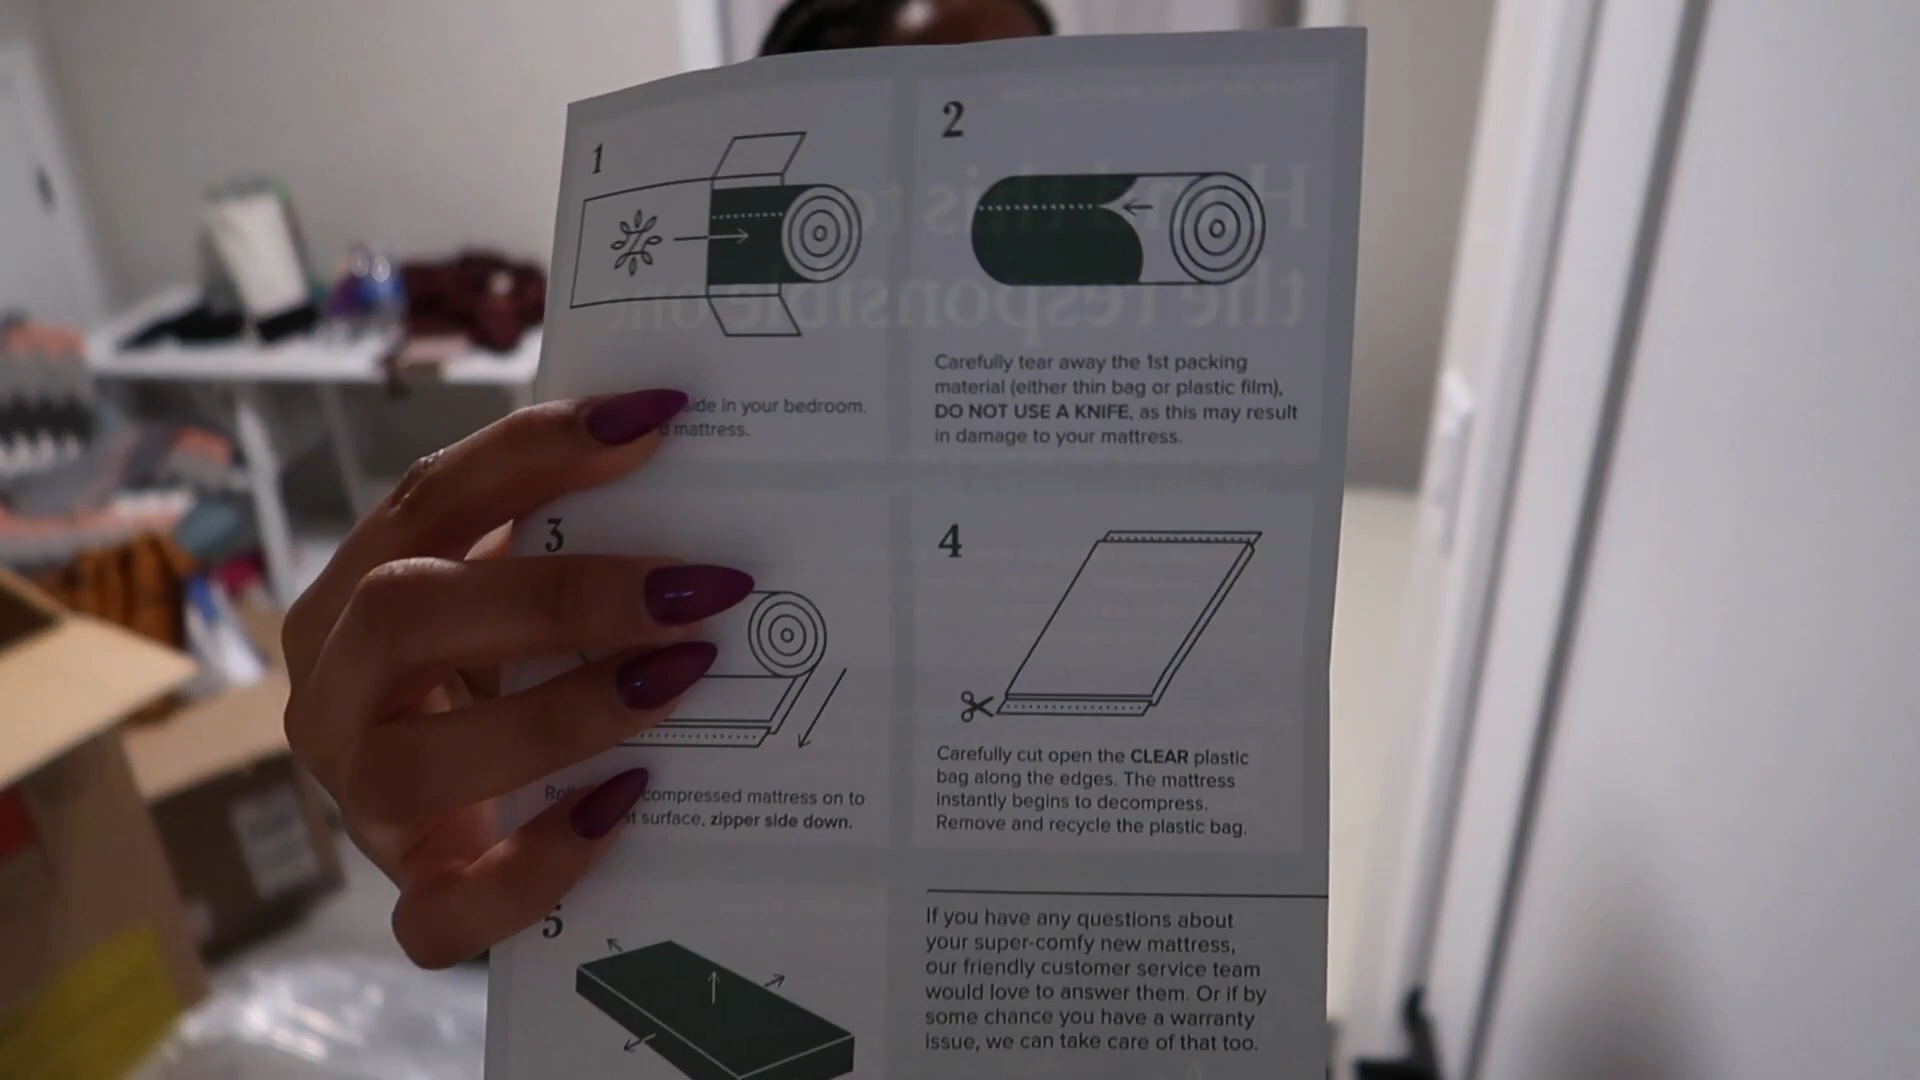 1
side in your bedroom.
mattress.
2
Carefully tear away the 1st packing
material (either thin bag or plastic film),
DO NOT USE A KNIFE, as this may result
in damage to your mattress.
3
compressed mattress on to
surface, zipper side down.
4
Carefully cut open the CLEAR plastic
bag along the edges. The mattress
instantly begins to decompress.
Remove and recycle the plastic bag.
5
If you have any questions about
your super-comfy new mattress,
our friendly customer service team
would love to answer them. Or if by
some chance you have a warranty
issue, we can take care of that too.